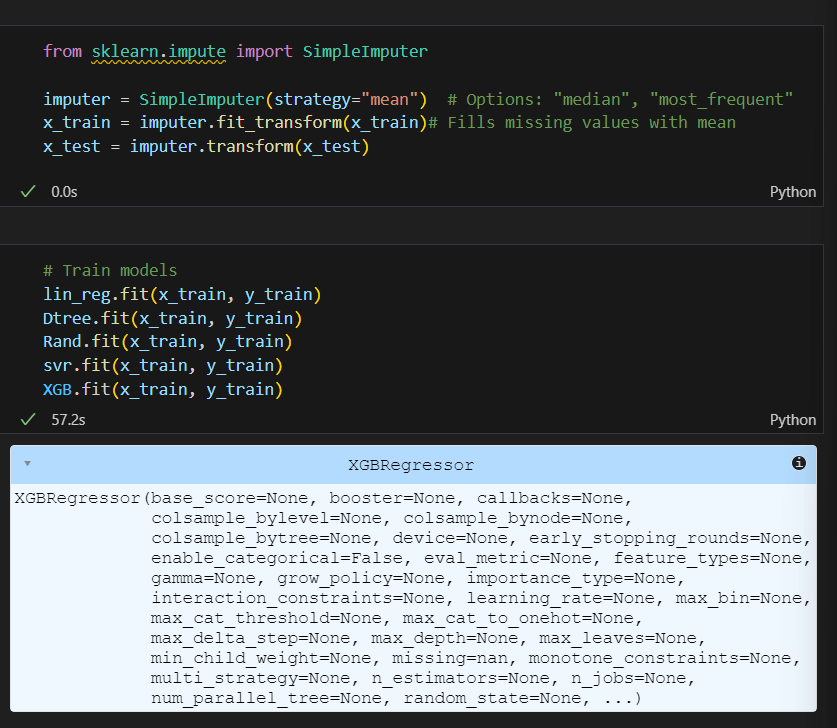 from sklearn.impute import SimpleImputer
imputer = SimpleImputer(strategy="mean")  # Options: "median", "most_frequent"
x_train = imputer.fit_transform(x_train)# Fills missing values with mean
x_test = imputer.transform(x_test)
0.0s Python
# Train models
lin_reg.fit(x_train, y_train)
Dtree.fit(x_train, y_train)
Rand.fit(x_train, y_train)
svr.fit(x_train, y_train)
XGB.fit(x_train, y_train)
57.2s Python
XGBRegressor
XGBRegressor(base_score=None, booster=None, callbacks=None,
colsample_bylevel=None, colsample_bynode=None,
colsample_bytree=None, device=None, early_stopping_rounds=None,
enable_categorical=False, eval_metric=None, feature_types=None,
gamma=None, grow_policy=None, importance_type=None,
interaction_constraints=None, learning_rate=None, max_bin=None,
max_cat_threshold=None, max_cat_to_onehot=None,
max_delta_step=None, max_depth=None, max_leaves=None,
min_child_weight=None, missing=nan, monotone_constraints=None,
multi_strategy=None, n_estimators=None, n_jobs=None,
num_parallel_tree=None, random_state=None, ...)